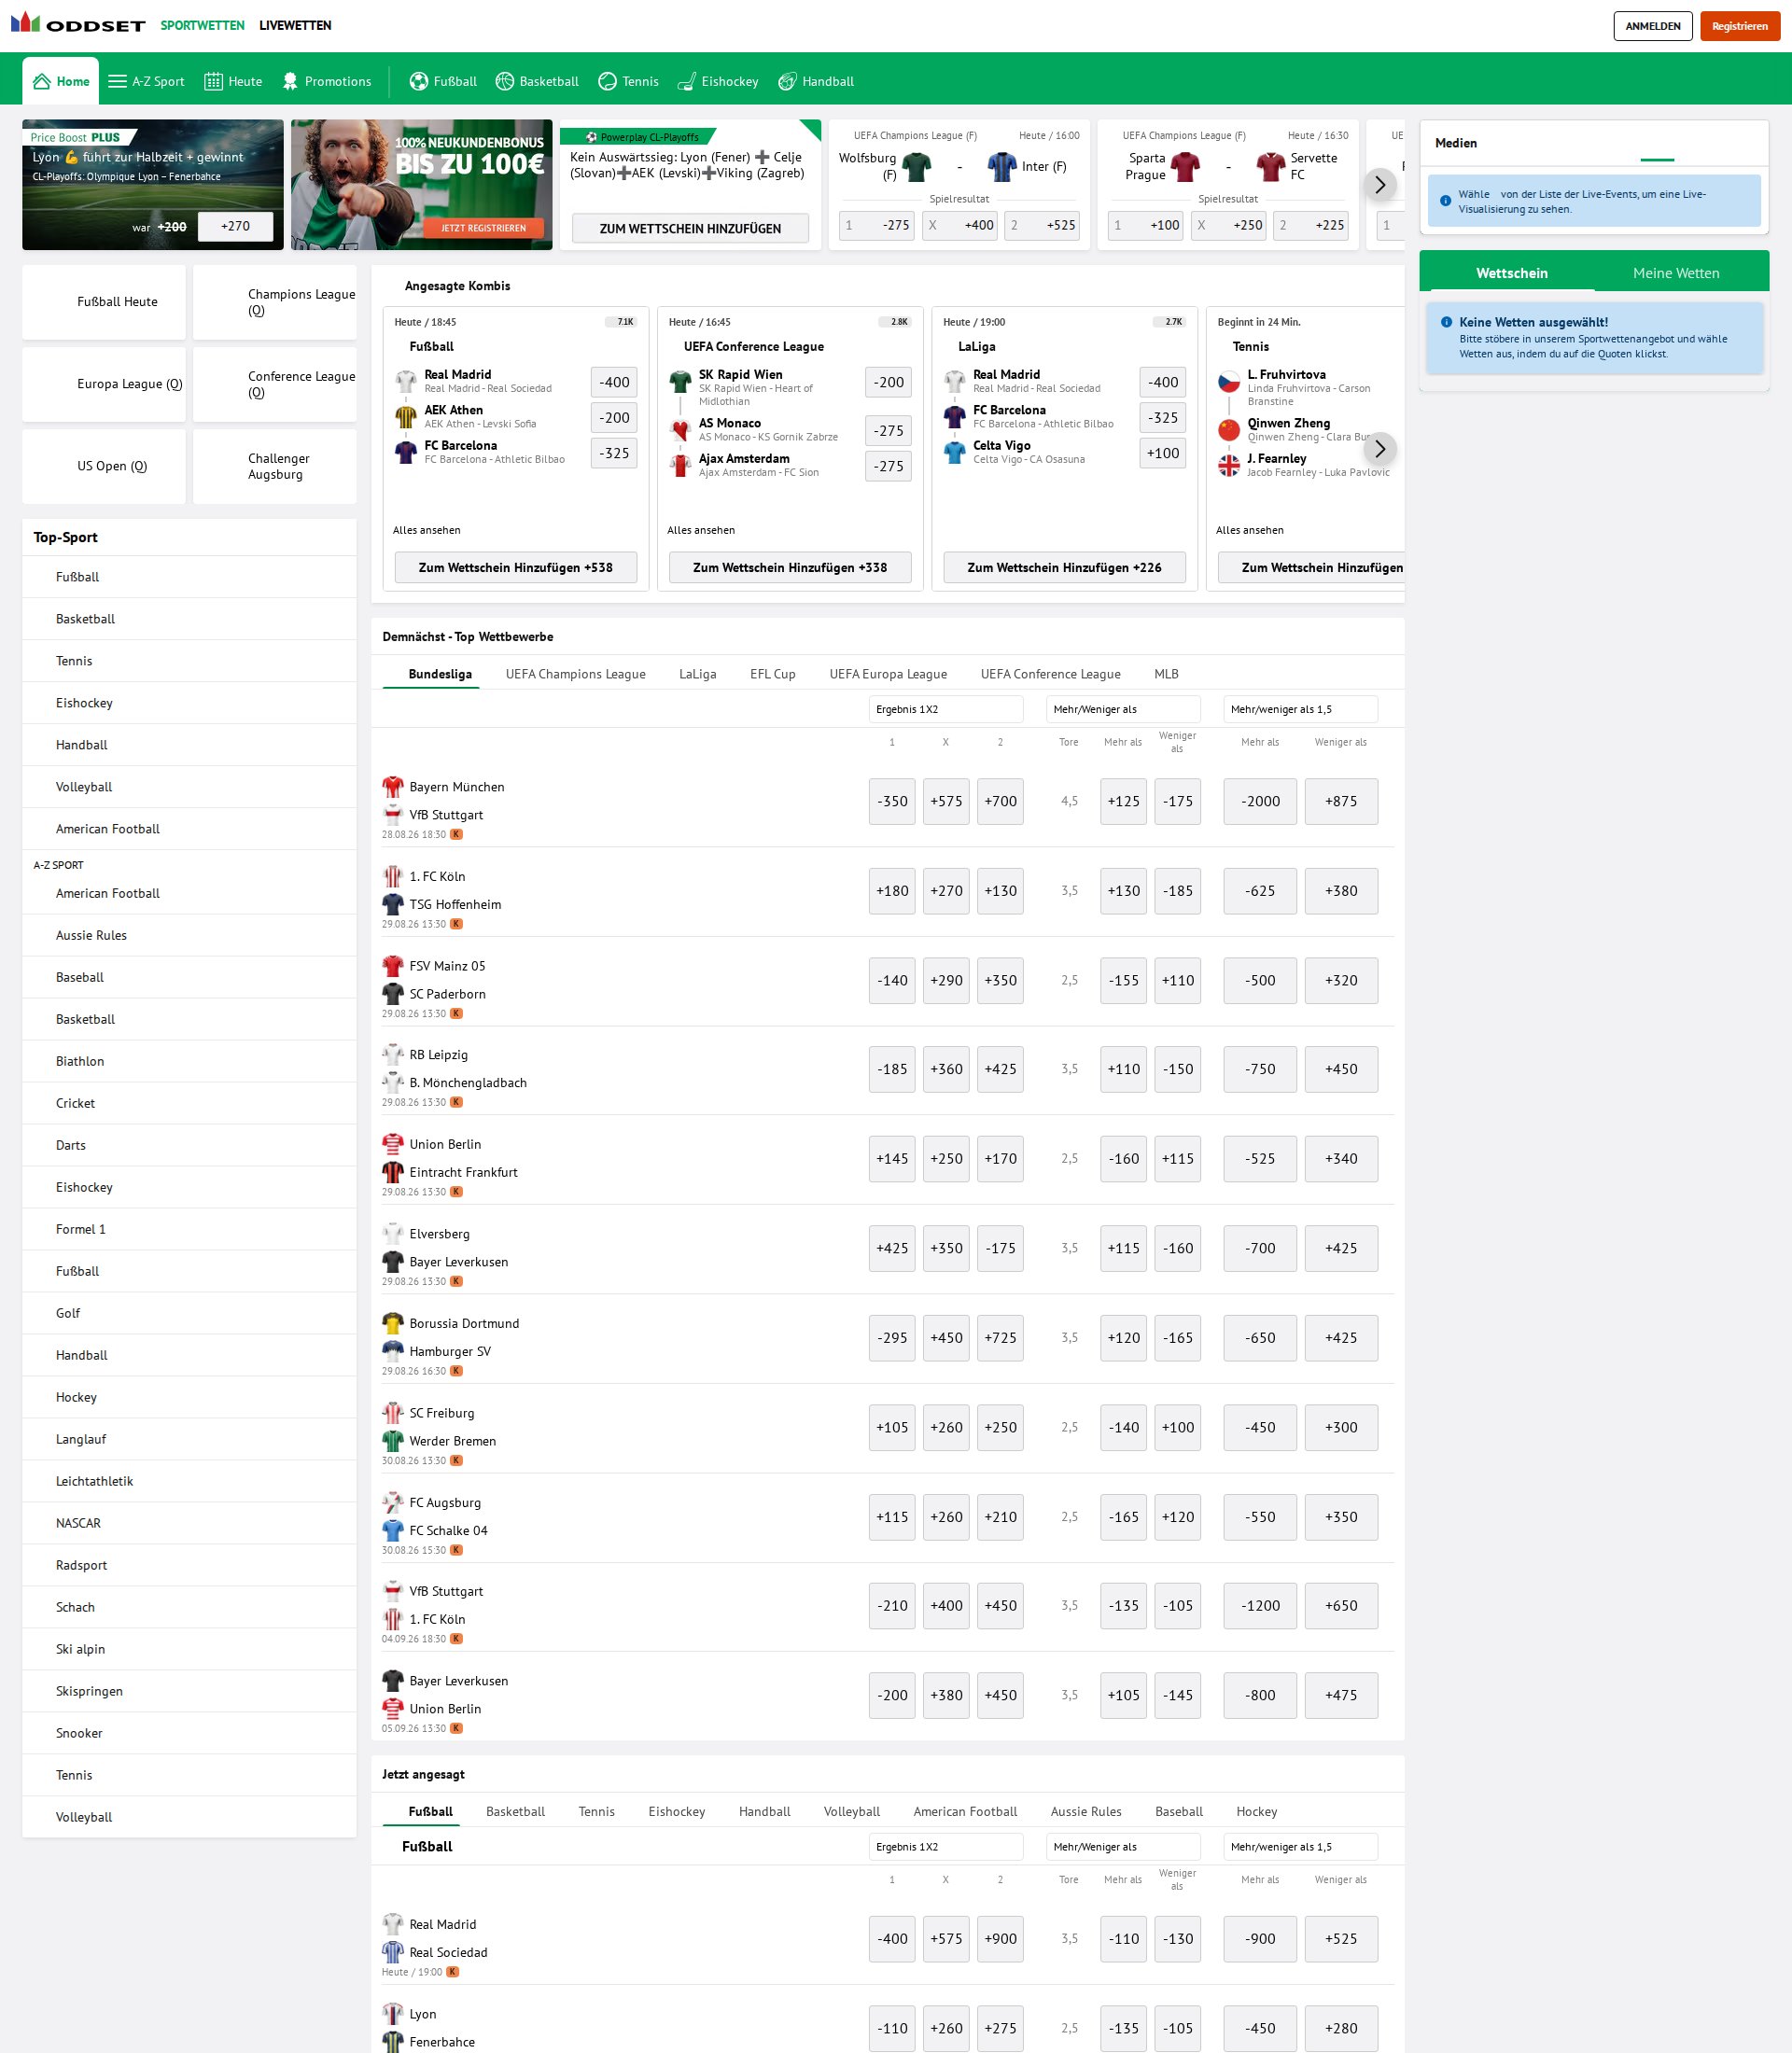 ODDSET SPORTWETTEN LIVEWETTEN ANMELDEN Registrieren
Home A-Z Sport Heute Promotions Fußball Basketball Tennis Eishockey Handball
Price Boost PLUS
Lyon 💪 führt zur Halbzeit + gewinnt
CL-Playoffs: Olympique Lyon – Fenerbahce
war +200 +270
100% NEUKUNDENBONUS
BIS ZU 100€
JETZT REGISTRIEREN
⚽ Powerplay CL-Playoffs
Kein Auswärtssieg: Lyon (Fener) ➕ Celje
(Slovan)➕AEK (Levski)➕Viking (Zagreb)
ZUM WETTSCHEIN HINZUFÜGEN
UEFA Champions League (F) Heute / 16:00
Wolfsburg (F) - Inter (F)
Spielresultat
1 -275 X +400 2 +525
UEFA Champions League (F) Heute / 16:30
Sparta Prague - Servette FC
Spielresultat
1 +100 X +250 2 +225
UE
1
Medien
Wähle von der Liste der Live-Events, um eine Live-
Visualisierung zu sehen.
Wettschein Meine Wetten
Keine Wetten ausgewählt!
Bitte stöbere in unserem Sportwettenangebot und wähle
Wetten aus, indem du auf die Quoten klickst.
Fußball Heute
Champions League (Q)
Europa League (Q)
Conference League (Q)
US Open (Q)
Challenger Augsburg
Top-Sport
Fußball
Basketball
Tennis
Eishockey
Handball
Volleyball
American Football
A-Z SPORT
American Football
Aussie Rules
Baseball
Basketball
Biathlon
Cricket
Darts
Eishockey
Formel 1
Fußball
Golf
Handball
Hockey
Langlauf
Leichtathletik
NASCAR
Radsport
Schach
Ski alpin
Skispringen
Snooker
Tennis
Volleyball
Angesagte Kombis
Heute / 18:45 7.1K
Fußball
Real Madrid -400
Real Madrid - Real Sociedad
AEK Athen -200
AEK Athen - Levski Sofia
FC Barcelona -325
FC Barcelona - Athletic Bilbao
Alles ansehen
Zum Wettschein Hinzufügen +538
Heute / 16:45 2.8K
UEFA Conference League
SK Rapid Wien -200
SK Rapid Wien - Heart of
Midlothian
AS Monaco -275
AS Monaco - KS Gornik Zabrze
Ajax Amsterdam -275
Ajax Amsterdam - FC Sion
Alles ansehen
Zum Wettschein Hinzufügen +338
Heute / 19:00 2.7K
LaLiga
Real Madrid -400
Real Madrid - Real Sociedad
FC Barcelona -325
FC Barcelona - Athletic Bilbao
Celta Vigo +100
Celta Vigo - CA Osasuna
Alles ansehen
Zum Wettschein Hinzufügen +226
Beginnt in 24 Min.
Tennis
L. Fruhvirtova
Linda Fruhvirtova - Carson
Branstine
Qinwen Zheng
Qinwen Zheng - Clara
J. Fearnley
Jacob Fearnley - Luka Pavlovic
Alles ansehen
Zum Wettschein Hinzufügen
Demnächst - Top Wettbewerbe
Bundesliga UEFA Champions League LaLiga EFL Cup UEFA Europa League UEFA Conference League MLB
Ergebnis 1X2 Mehr/Weniger als Mehr/weniger als 1,5
1 X 2 Tore Mehr als Weniger als Mehr als Weniger als
Bayern München
VfB Stuttgart
28.08.26 18:30 K
-350 +575 +700 4,5 +125 -175 -2000 +875
1. FC Köln
TSG Hoffenheim
29.08.26 13:30 K
+180 +270 +130 3,5 +130 -185 -625 +380
FSV Mainz 05
SC Paderborn
29.08.26 13:30 K
-140 +290 +350 2,5 -155 +110 -500 +320
RB Leipzig
B. Mönchengladbach
29.08.26 13:30 K
-185 +360 +425 3,5 +110 -150 -750 +450
Union Berlin
Eintracht Frankfurt
29.08.26 13:30 K
+145 +250 +170 2,5 -160 +115 -525 +340
Elversberg
Bayer Leverkusen
29.08.26 13:30 K
+425 +350 -175 3,5 +115 -160 -700 +425
Borussia Dortmund
Hamburger SV
29.08.26 16:30 K
-295 +450 +725 3,5 +120 -165 -650 +425
SC Freiburg
Werder Bremen
30.08.26 13:30 K
+105 +260 +250 2,5 -140 +100 -450 +300
FC Augsburg
FC Schalke 04
30.08.26 15:30 K
+115 +260 +210 2,5 -165 +120 -550 +350
VfB Stuttgart
1. FC Köln
04.09.26 18:30 K
-210 +400 +450 3,5 -135 -105 -1200 +650
Bayer Leverkusen
Union Berlin
05.09.26 13:30 K
-200 +380 +450 3,5 +105 -145 -800 +475
Jetzt angesagt
Fußball Basketball Tennis Eishockey Handball Volleyball American Football Aussie Rules Baseball Hockey
Fußball Ergebnis 1X2 Mehr/Weniger als Mehr/weniger als 1,5
1 X 2 Tore Mehr als Weniger als Mehr als Weniger als
Real Madrid
Real Sociedad
Heute / 19:00 K
-400 +575 +900 3,5 -110 -130 -900 +525
Lyon
Fenerbahce
-110 +260 +275 2,5 -135 -105 -450 +280